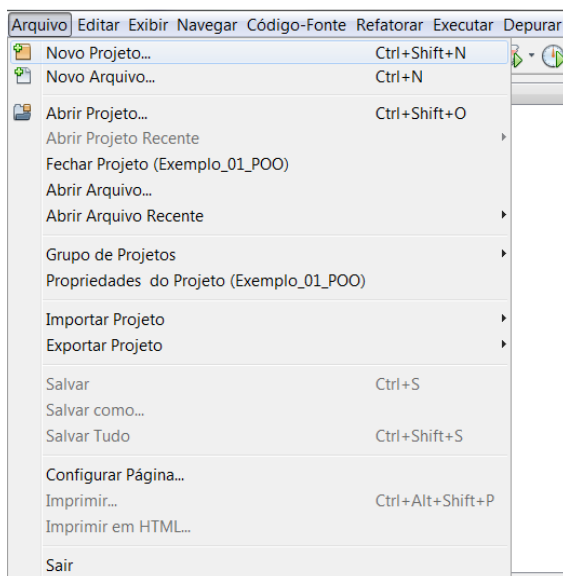 Arquivo Editar Exibir Navegar Código-Fonte Refatorar Executar Depurar
Novo Projeto... Ctrl+Shift+N
Novo Arquivo... Ctrl+N
Abrir Projeto... Ctrl+Shift+O
Abrir Projeto Recente
Fechar Projeto (Exemplo_01_POO)
Abrir Arquivo...
Abrir Arquivo Recente
Grupo de Projetos
Propriedades do Projeto (Exemplo_01_POO)
Importar Projeto
Exportar Projeto
Salvar Ctrl+S
Salvar como...
Salvar Tudo Ctrl+Shift+S
Configurar Página...
Imprimir... Ctrl+Alt+Shift+P
Imprimir em HTML...
Sair